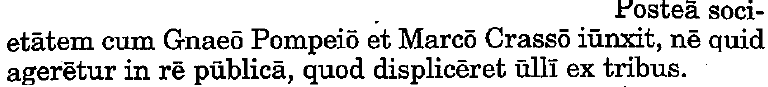 Posteā soci-
etātem cum Gnaeō Pompeiō et Marcō Crassō iūnxit, nē quid
agerētur in rē pūblicā, quod displicēret ūllī ex tribus.